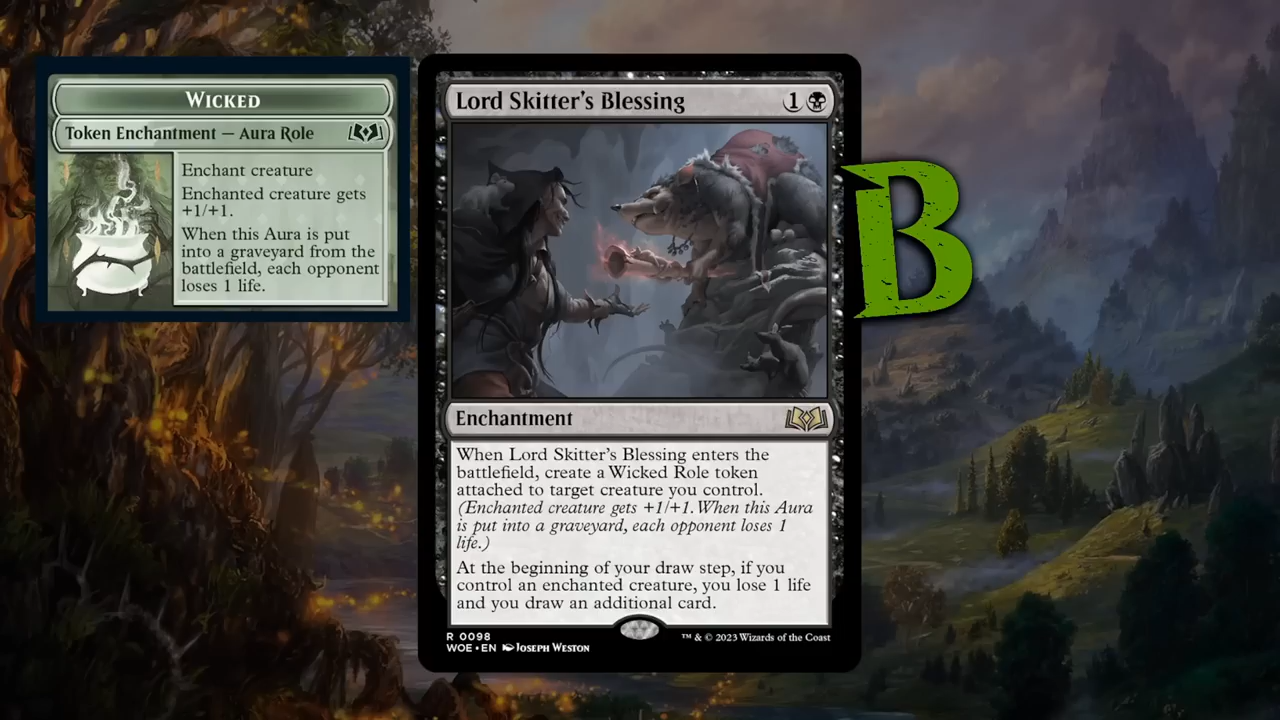 Wicked
Token Enchantment — Aura Role
Enchant creature
Enchanted creature gets
+1/+1.
When this Aura is put
into a graveyard from the
battlefield, each opponent
loses 1 life.
Lord Skitter's Blessing 1
Enchantment
When Lord Skitter's Blessing enters the
battlefield, create a Wicked Role token
attached to target creature you control.
(Enchanted creature gets +1/+1. When this Aura
is put into a graveyard, each opponent loses 1
life.)
At the beginning of your draw step, if you
control an enchanted creature, you lose 1 life
and you draw an additional card.
R 0098
WOE • EN Joseph Weston
™ & © 2023 Wizards of the Coast
B